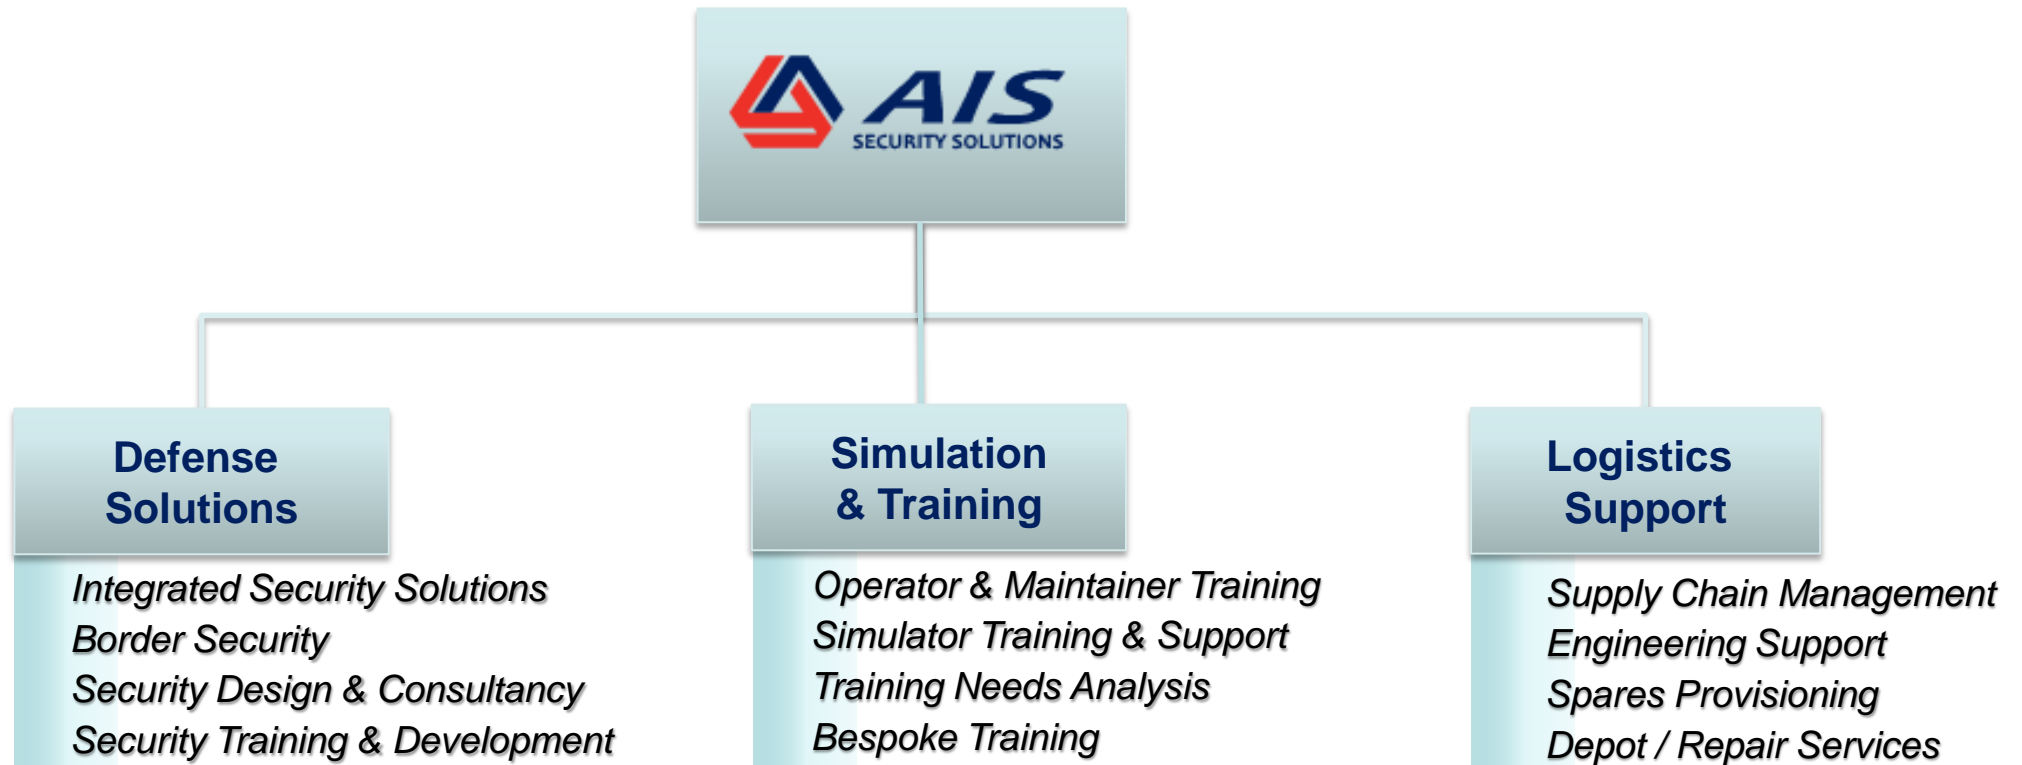 AIS
SECURITY SOLUTIONS
Defense
Solutions
Integrated Security Solutions
Border Security
Security Design & Consultancy
Security Training & Development
Simulation
& Training
Operator & Maintainer Training
Simulator Training & Support
Training Needs Analysis
Bespoke Training
Logistics
Support
Supply Chain Management
Engineering Support
Spares Provisioning
Depot / Repair Services